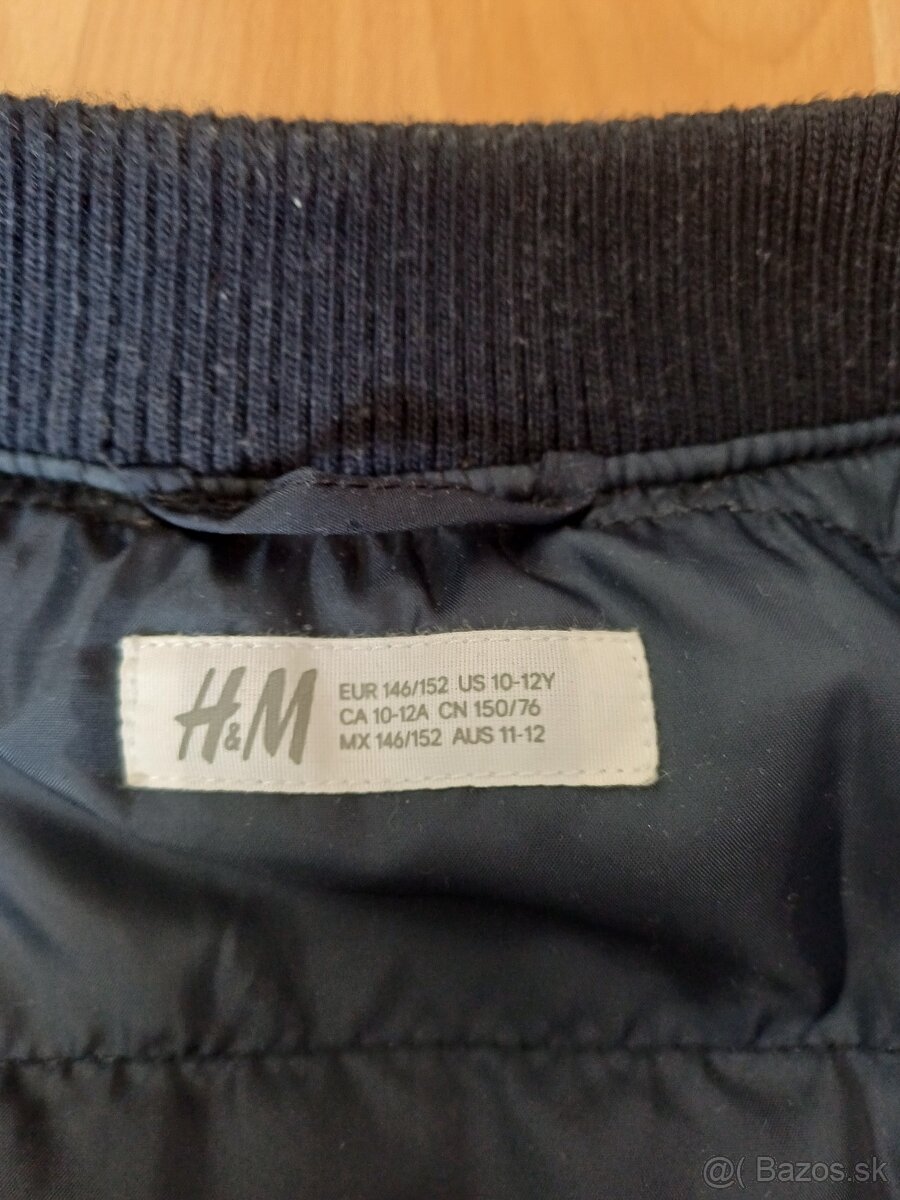 H&M
EUR 146/152 US 10-12Y
CA 10-12A CN 150/76
MX 146/152 AUS 11-12
@( Bazos.sk